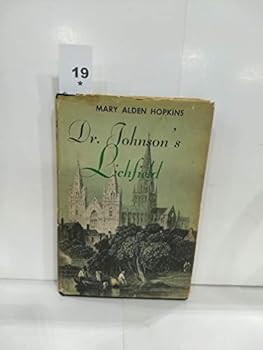 19
*
MARY ALDEN HOPKINS
Dr. Johnson's
Lichfield